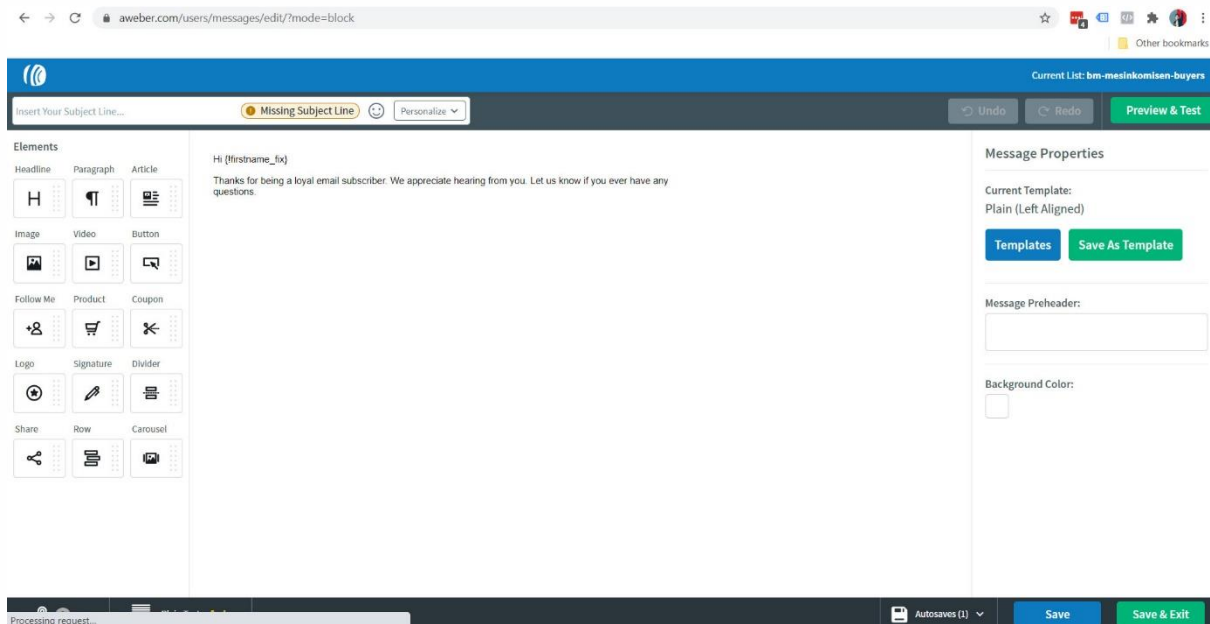 aweber.com/users/messages/edit/?mode=block
4
Other bookmarks
Current List: bm-mesinkomisen-buyers
Insert Your Subject Line...
Missing Subject Line
Personalize
Undo
Redo
Preview & Test
Elements
Headline Paragraph Article
H
Image Video Button
Follow Me Product Coupon
Logo Signature Divider
Share Row Carousel
Hi {!firstname_fix}
Thanks for being a loyal email subscriber. We appreciate hearing from you. Let us know if you ever have any
questions.
Message Properties
Current Template:
Plain (Left Aligned)
Templates
Save As Template
Message Preheader:
Background Color:
Processing request...
Autosaves (1)
Save
Save & Exit